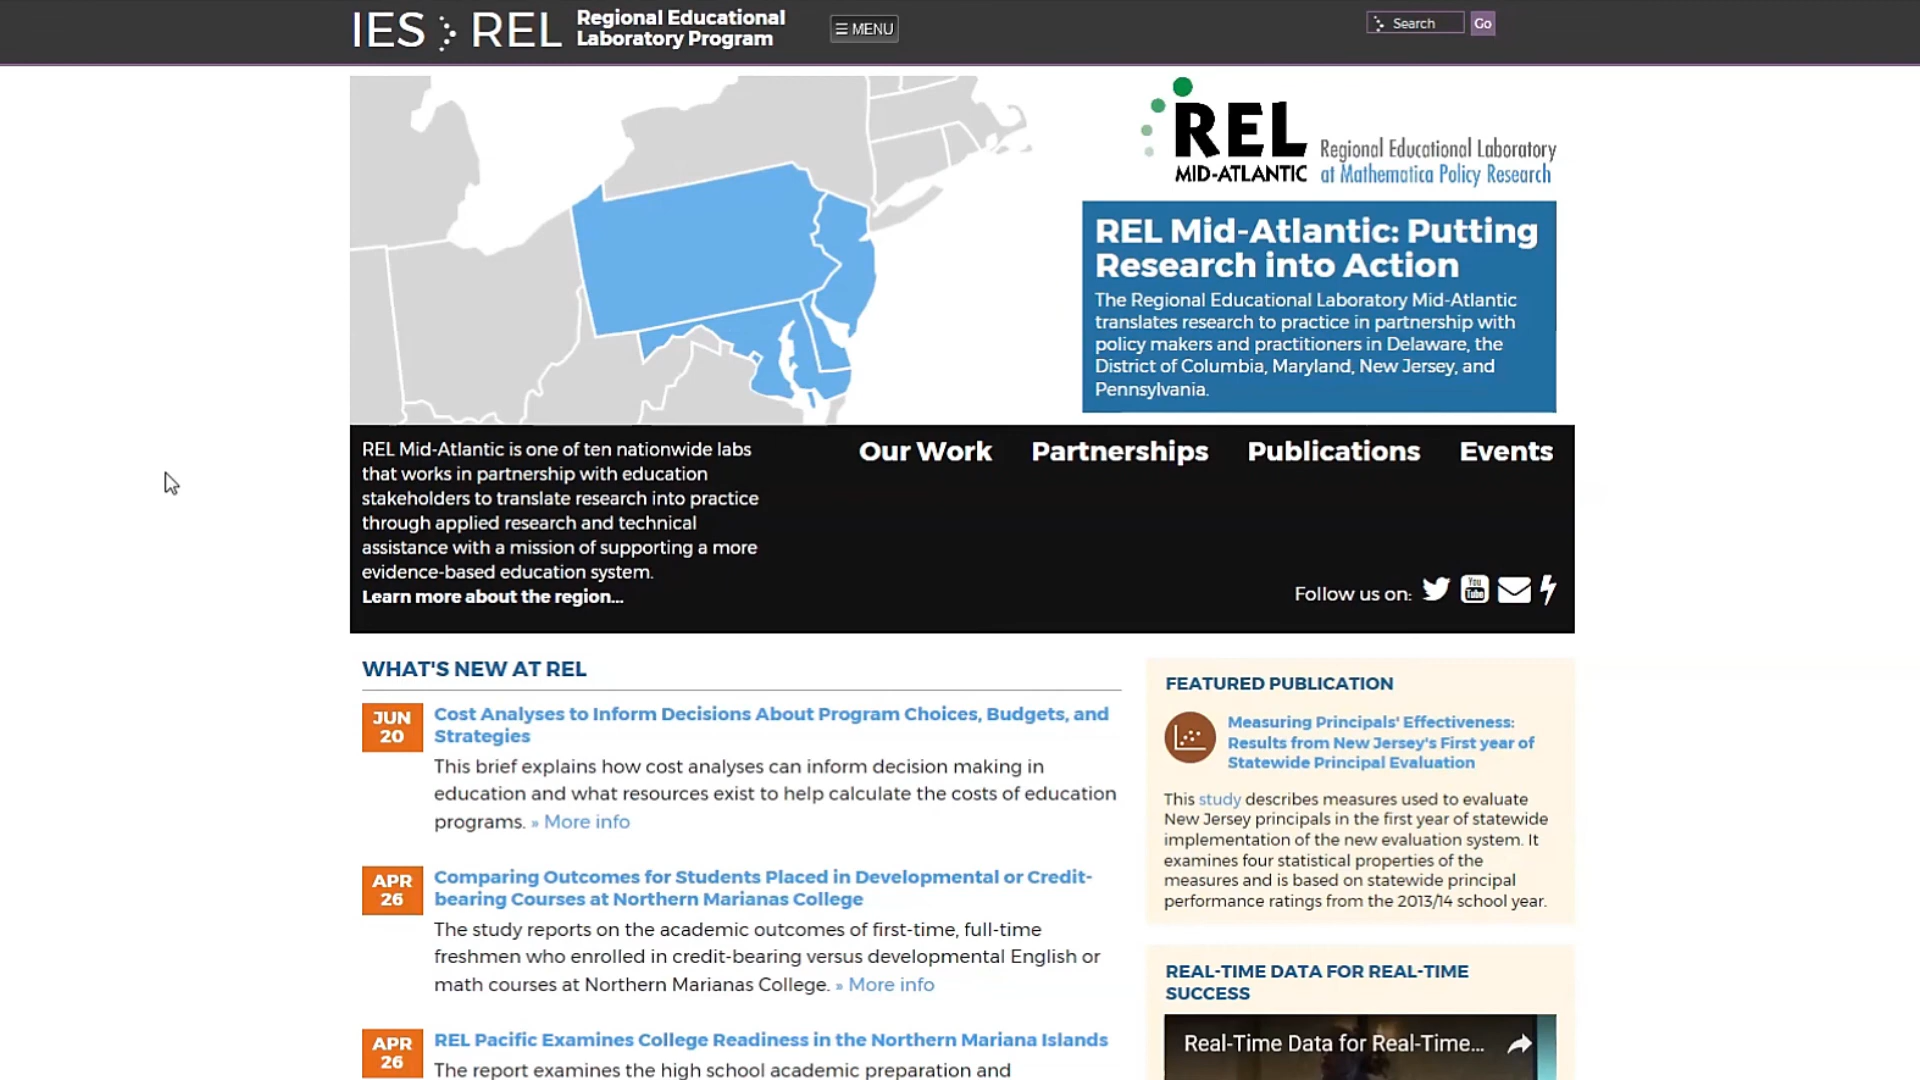 IES REL Regional Educational
Laboratory Program
☰ MENU
Search
Go
REL
MID-ATLANTIC
Regional Educational Laboratory
at Mathematica Policy Research
REL Mid-Atlantic: Putting
Research into Action
The Regional Educational Laboratory Mid-Atlantic
translates research to practice in partnership with
policy makers and practitioners in Delaware, the
District of Columbia, Maryland, New Jersey, and
Pennsylvania.
REL Mid-Atlantic is one of ten nationwide labs
that works in partnership with education
stakeholders to translate research into practice
through applied research and technical
assistance with a mission of supporting a more
evidence-based education system.
Learn more about the region...
Our Work
Partnerships
Publications
Events
Follow us on:
You
Tube
WHAT'S NEW AT REL
JUN
20
Cost Analyses to Inform Decisions About Program Choices, Budgets, and
Strategies
This brief explains how cost analyses can inform decision making in
education and what resources exist to help calculate the costs of education
programs. » More info
APR
26
Comparing Outcomes for Students Placed in Developmental or Credit-
bearing Courses at Northern Marianas College
The study reports on the academic outcomes of first-time, full-time
freshmen who enrolled in credit-bearing versus developmental English or
math courses at Northern Marianas College. » More info
APR
26
REL Pacific Examines College Readiness in the Northern Mariana Islands
The report examines the high school academic preparation and
FEATURED PUBLICATION
Measuring Principals' Effectiveness:
Results from New Jersey's First year of
Statewide Principal Evaluation
This study describes measures used to evaluate
New Jersey principals in the first year of statewide
implementation of the new evaluation system. It
examines four statistical properties of the
measures and is based on statewide principal
performance ratings from the 2013/14 school year.
REAL-TIME DATA FOR REAL-TIME
SUCCESS
Real-Time Data for Real-Time...